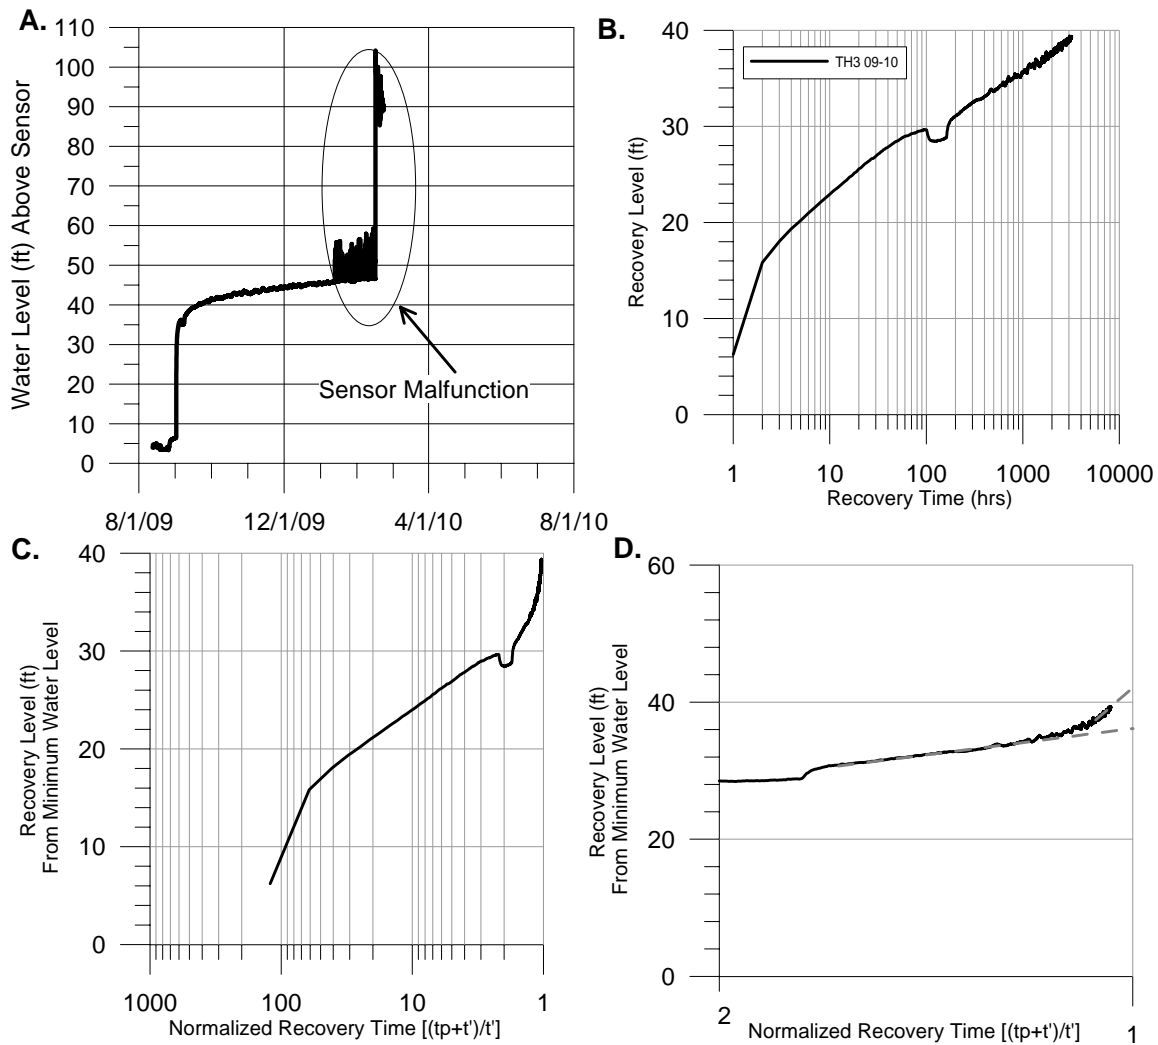 A.
110
100
90
80
70
60
50
40
30
20
10
0
Water Level (ft) Above Sensor
Sensor Malfunction
8/1/09 12/1/09 4/1/10 8/1/10
B.
40
30
20
10
0
Recovery Level (ft)
TH3 09-10
1 10 100 1000 10000
Recovery Time (hrs)
C.
40
30
20
10
0
Recovery Level (ft)
From Minimum Water Level
1000 100 10 1
Normalized Recovery Time [(tp+t')/t']
D.
60
40
20
0
Recovery Level (ft)
From Minimum Water Level
2 1
Normalized Recovery Time [(tp+t')/t']